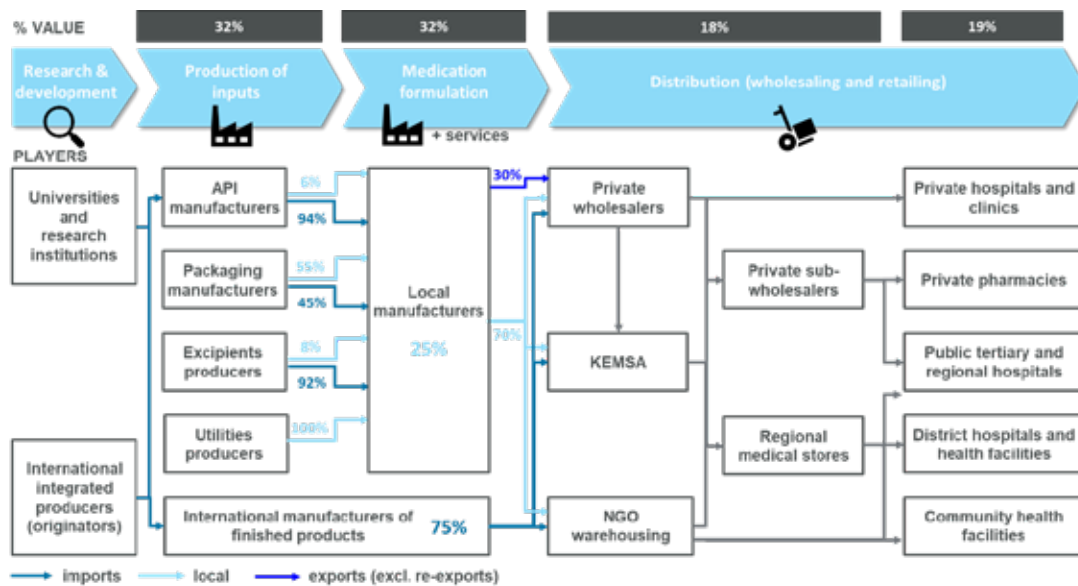 % VALUE
32%
32%
18%
19%
Research &
development
Production of
inputs
Medication
formulation
Distribution (wholesaling and retailing)
+ services
PLAYERS
Universities
and
research
institutions
International
integrated
producers
(originators)
API
manufacturers
6%
94%
Packaging
manufacturers
55%
45%
Excipients
producers
8%
92%
Utilities
producers
100%
International manufacturers of
finished products
75%
Local
manufacturers
25%
30%
70%
Private
wholesalers
KEMSA
NGO
warehousing
Private sub-
wholesalers
Regional
medical stores
Private hospitals and
clinics
Private pharmacies
Public tertiary and
regional hospitals
District hospitals and
health facilities
Community health
facilities
imports
local
exports (excl. re-exports)